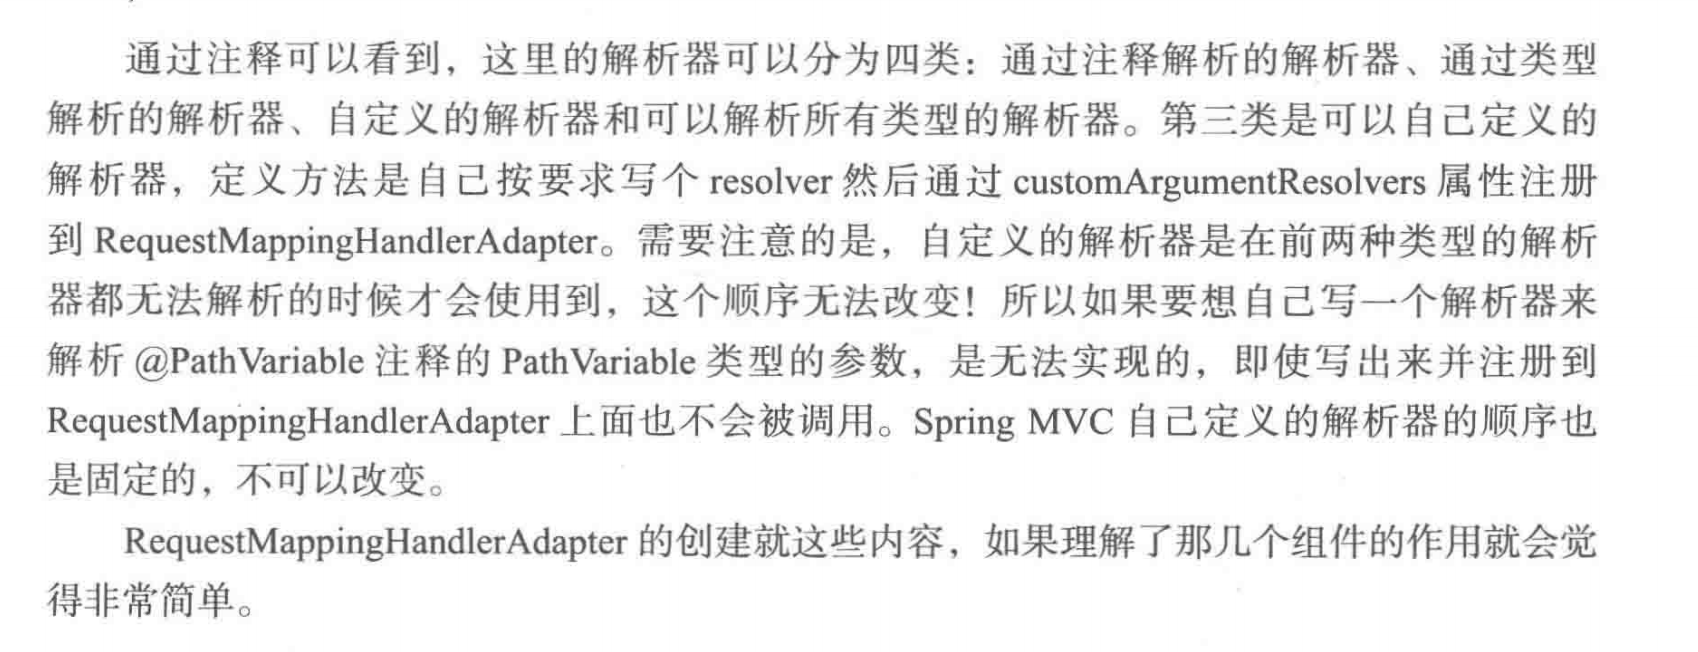 通过注释可以看到，这里的解析器可以分为四类：通过注释解析的解析器、通过类型
解析的解析器、自定义的解析器和可以解析所有类型的解析器。第三类是可以自己定义的
解析器，定义方法是自己按要求写个 resolver 然后通过 customArgumentResolvers 属性注册
到 RequestMappingHandlerAdapter。需要注意的是，自定义的解析器是在前两种类型的解析
器都无法解析的时候才会使用到，这个顺序无法改变！所以如果要想自己写一个解析器来
解析 @PathVariable 注释的 PathVariable 类型的参数，是无法实现的，即使写出来并注册到
RequestMappingHandlerAdapter 上面也不会被调用。Spring MVC 自己定义的解析器的顺序也
是固定的，不可以改变。
RequestMappingHandlerAdapter 的创建就这些内容，如果理解了那几个组件的作用就会觉
得非常简单。